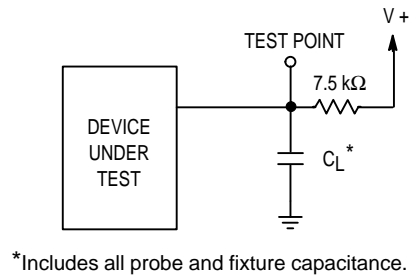 V +
TEST POINT
7.5 kΩ
DEVICE
UNDER
TEST
CL*
*Includes all probe and fixture capacitance.